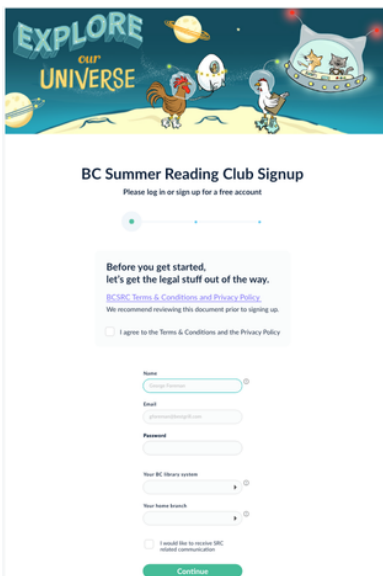 EXPLORE
our
UNIVERSE
BC Summer Reading Club Signup
Please log in or sign up for a free account
Before you get started,
let's get the legal stuff out of the way.
BCSRC Terms & Conditions and Privacy Policy
We recommend reviewing this document prior to signing up.
I agree to the Terms & Conditions and the Privacy Policy
Name
George
Email
Password
Your BC library system
Your home branch
I would like to receive SRC
related communication
Continue